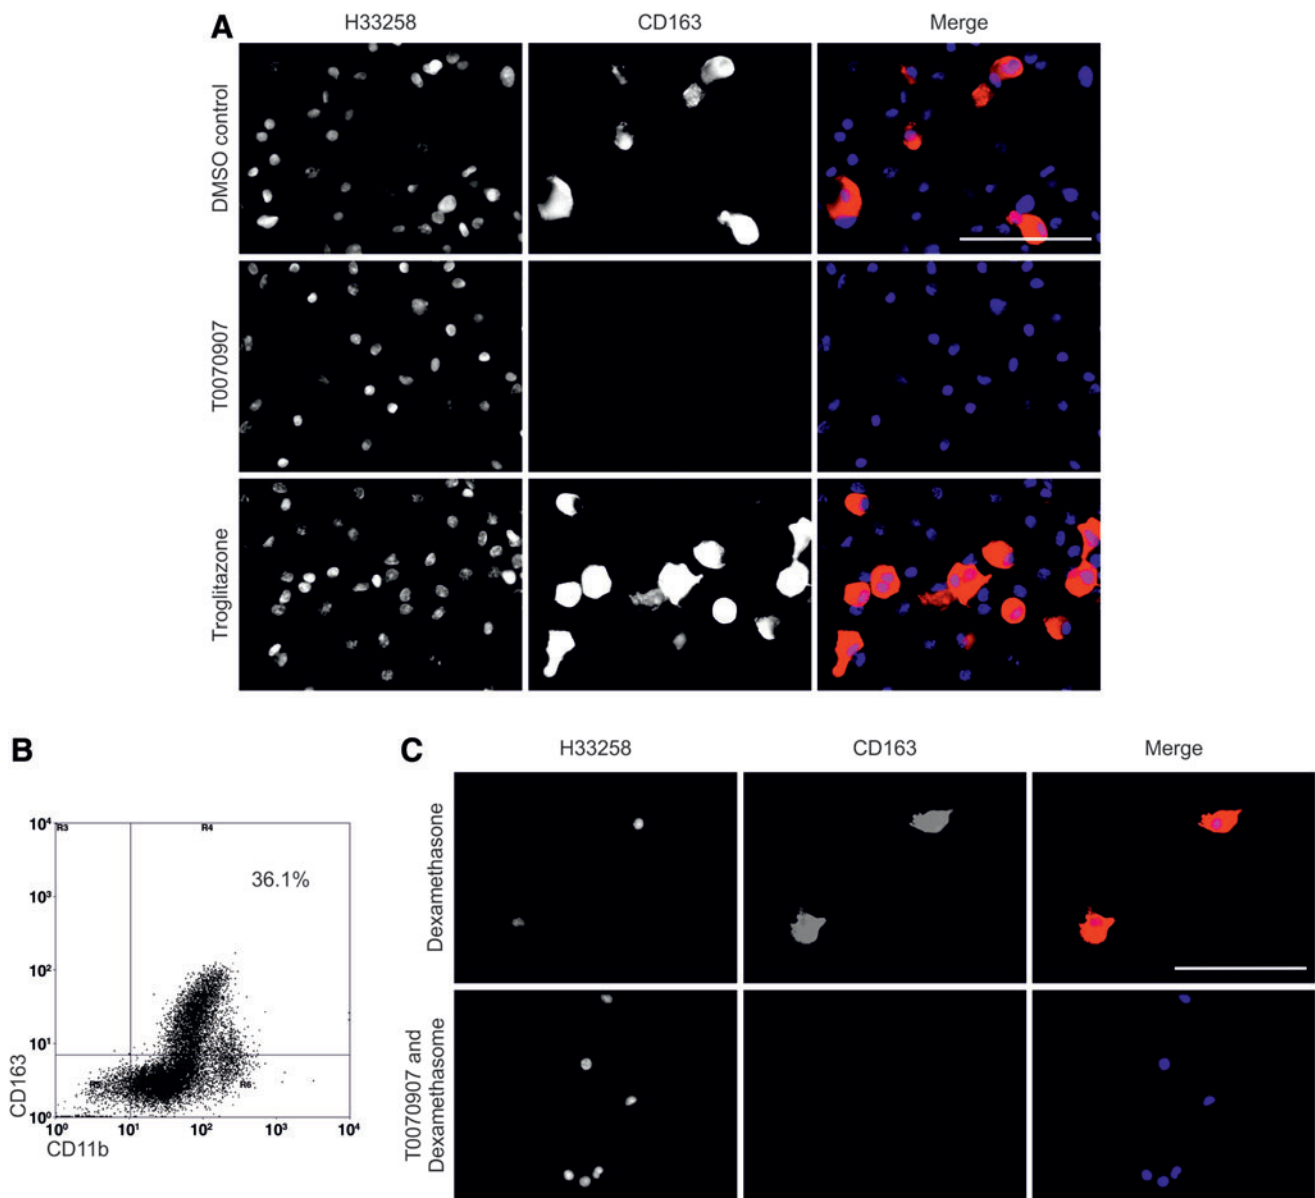 A
H33258
CD163
Merge
DMSO control
T0070907
Troglitazone
B
10⁴
R3
R4
36.1%
10³
10²
10¹
R5
R6
10⁰
CD163
10⁰
10¹
10²
10³
10⁴
CD11b
C
H33258
CD163
Merge
Dexamethasone
T0070907 and
Dexamethasome